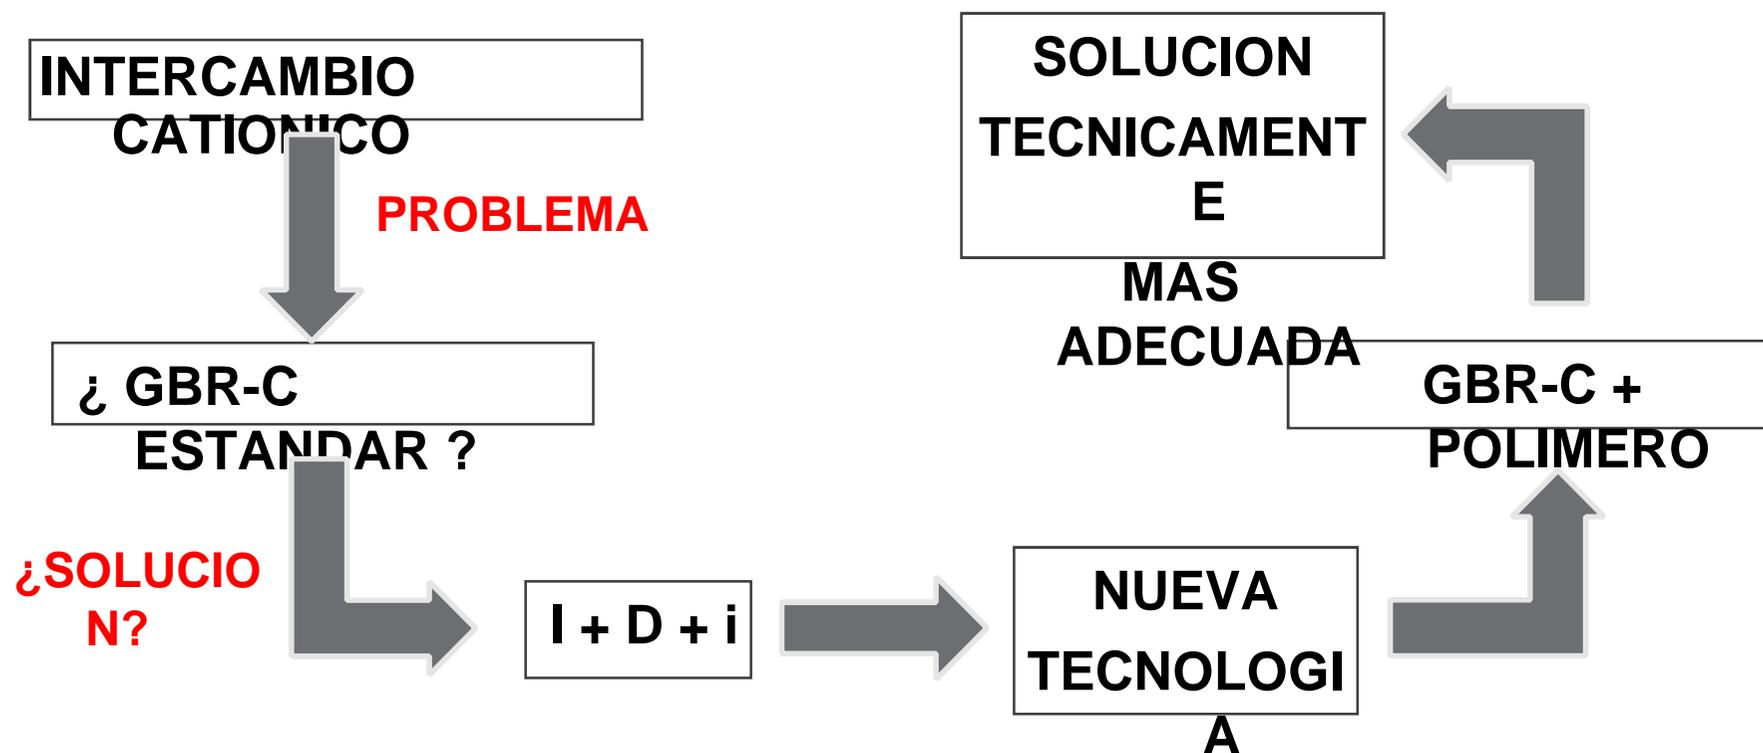 INTERCAMBIO
CATIONICO
PROBLEMA
¿ GBR-C
ESTANDAR ?
¿SOLUCIO
N?
I + D + i
NUEVA
TECNOLOGI
A
GBR-C +
POLIMERO
SOLUCION
TECNICAMENT
E
MAS
ADECUADA